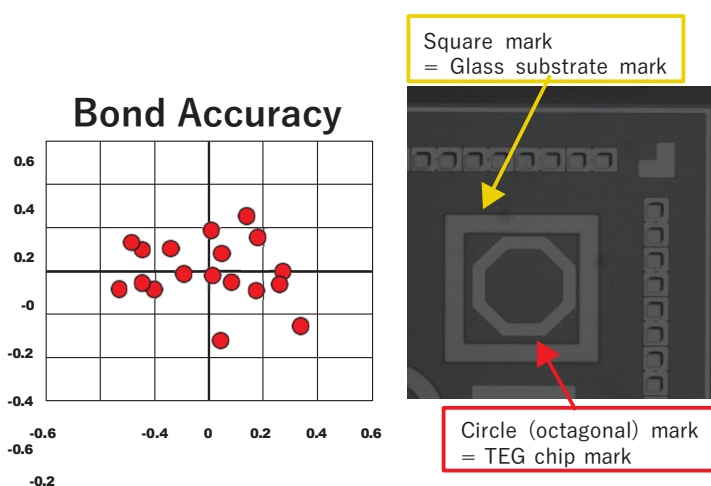 Square mark
= Glass substrate mark
Bond Accuracy
0.6
0.4
0.2
-0
-0.2
-0.4
-0.6 -0.4 0 0.2 0.4 0.6
-0.6
-0.2
Circle (octagonal) mark
= TEG chip mark